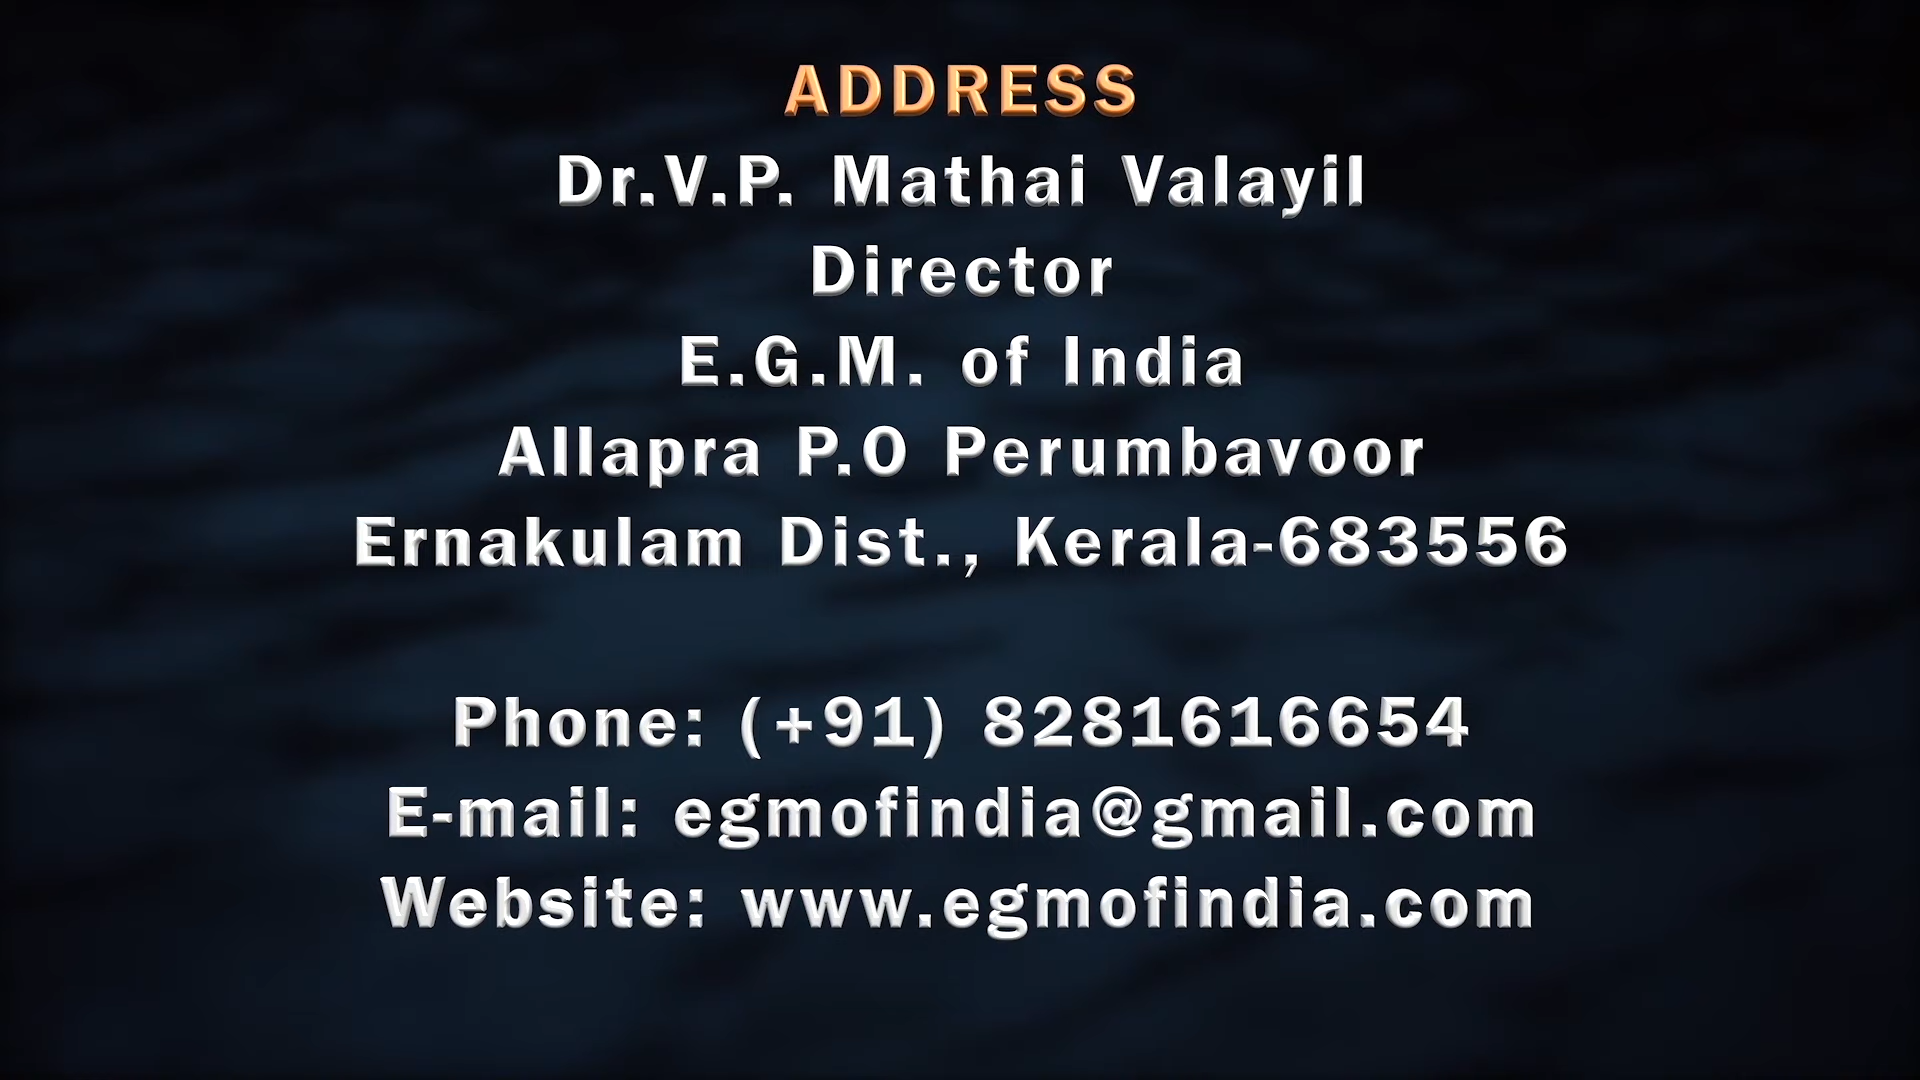 ADDRESS
Dr.V.P. Mathai Valayil
Director
E.G.M. of India
Allapra P.O Perumbavoor
Ernakulam Dist., Kerala-683556
Phone: (+91) 8281616654
E-mail: egmofindia@gmail.com
Website: www.egmofindia.com